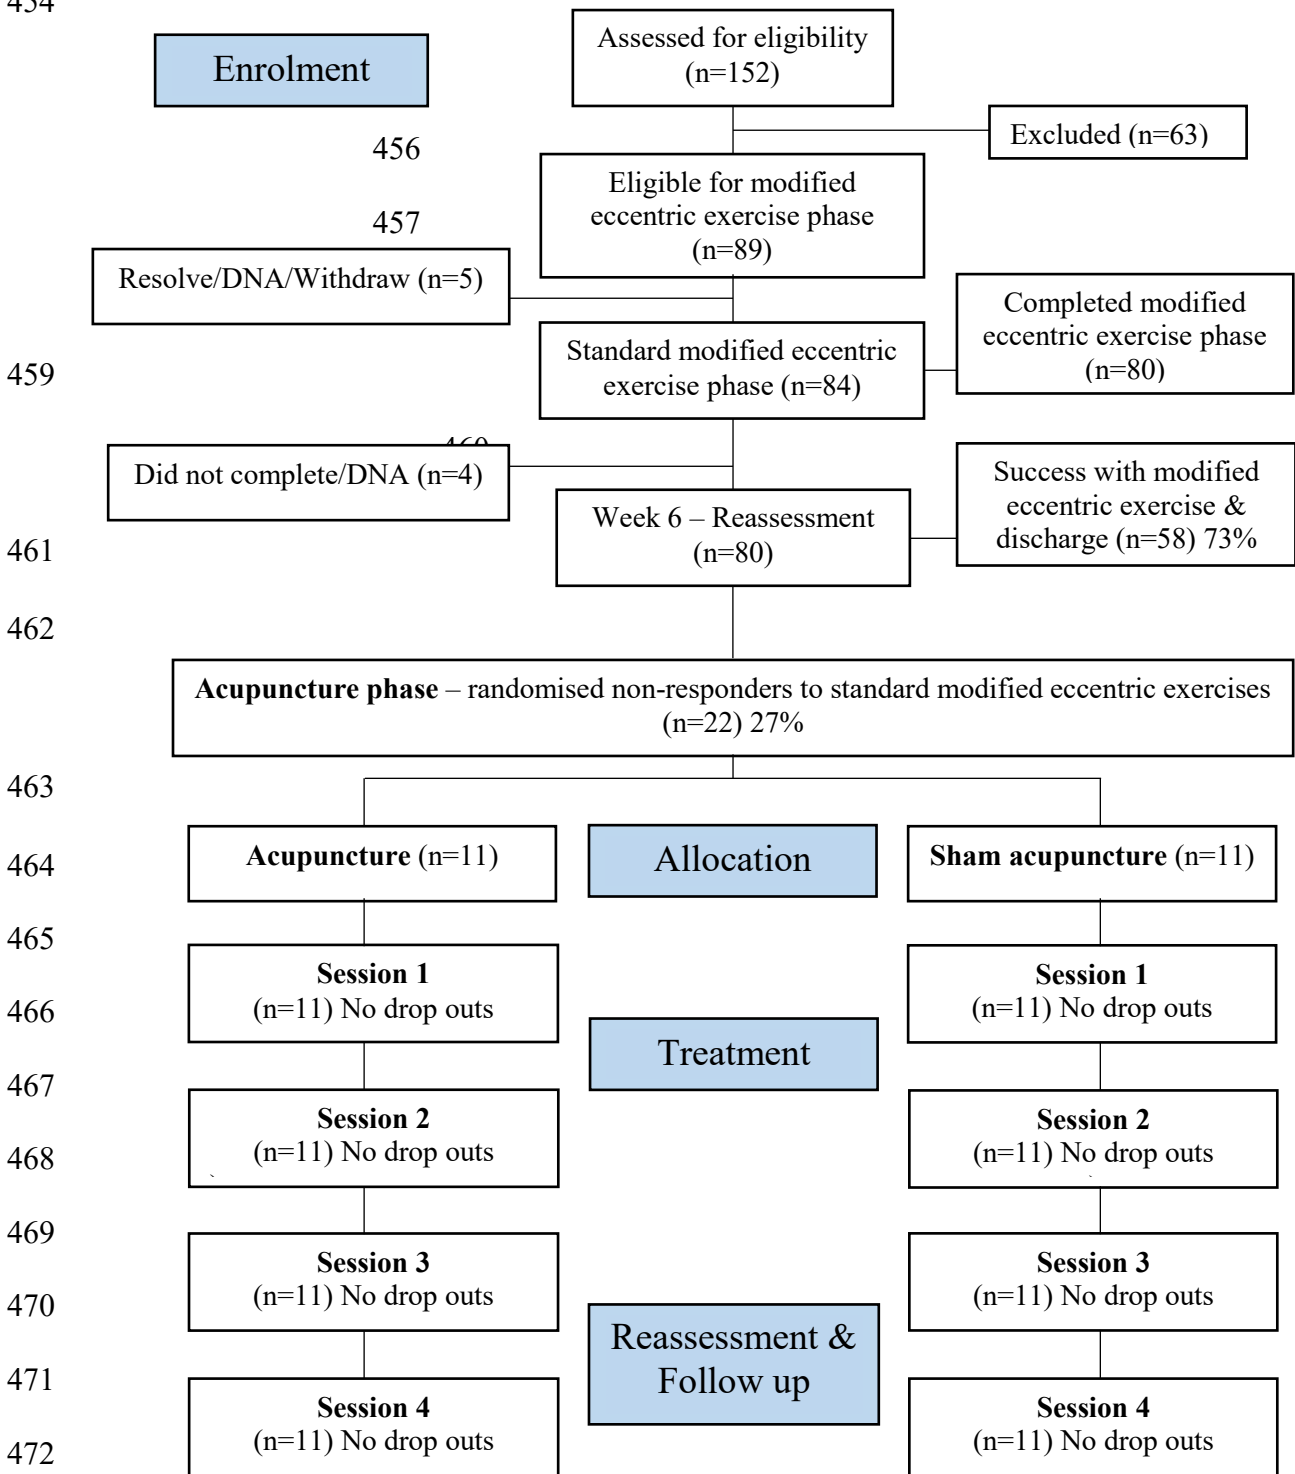 454
Enrolment
Assessed for eligibility
(n=152)
Excluded (n=63)
456
Eligible for modified
eccentric exercise phase
(n=89)
457
Resolve/DNA/Withdraw (n=5)
Completed modified
eccentric exercise phase
(n=80)
Standard modified eccentric
exercise phase (n=84)
459
460
Did not complete/DNA (n=4)
Success with modified
eccentric exercise &
discharge (n=58) 73%
Week 6 – Reassessment
(n=80)
461
462
Acupuncture phase – randomised non-responders to standard modified eccentric exercises
(n=22) 27%
463
Acupuncture (n=11)
Allocation
Sham acupuncture (n=11)
464
465
Session 1
(n=11) No drop outs
Session 1
(n=11) No drop outs
466
Treatment
467
Session 2
(n=11) No drop outs
Session 2
(n=11) No drop outs
468
469
Session 3
(n=11) No drop outs
Session 3
(n=11) No drop outs
470
Reassessment &
Follow up
471
Session 4
(n=11) No drop outs
Session 4
(n=11) No drop outs
472